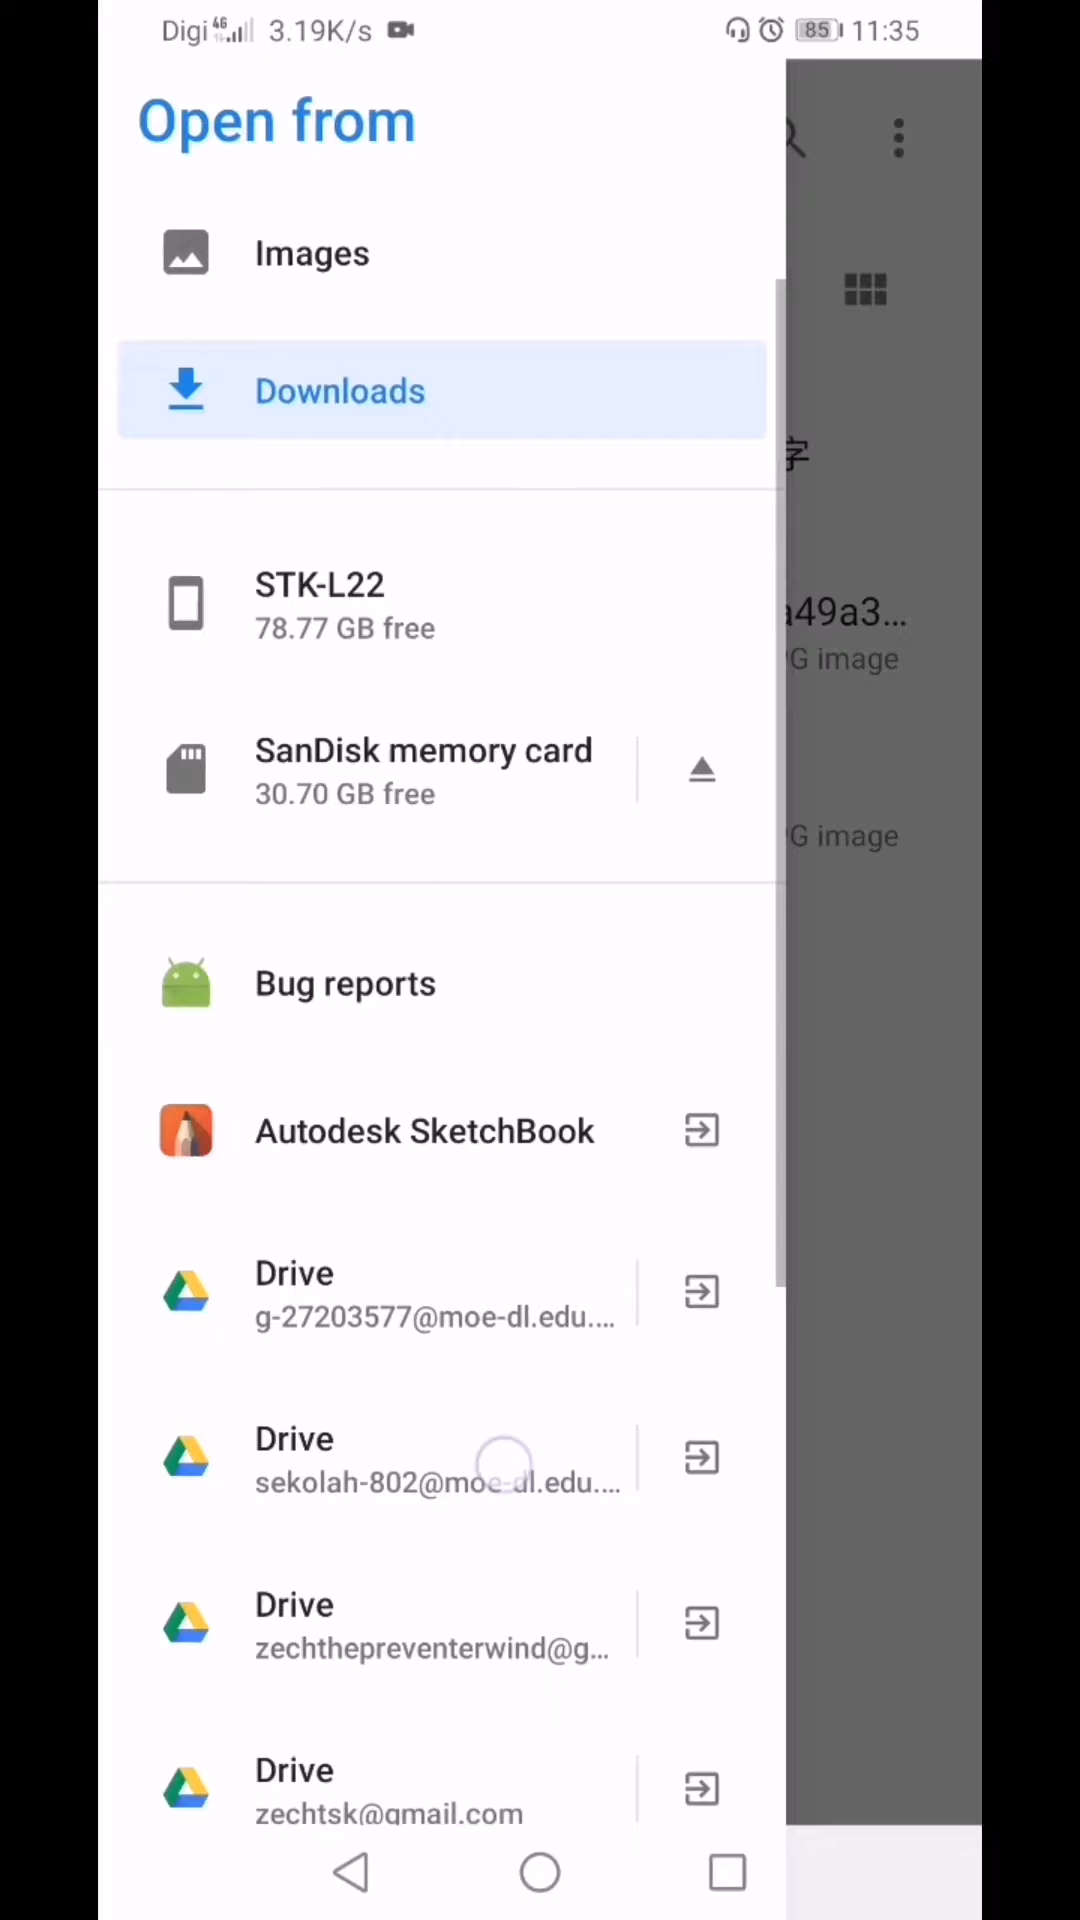 Digi 4G 3.19K/s 85 11:35
Open from
Images
Downloads
字
STK-L22
78.77 GB free
a49a3...
G image
SanDisk memory card
30.70 GB free
G image
Bug reports
Autodesk SketchBook
Drive
g-27203577@moe-dl.edu....
Drive
sekolah-802@moe-dl.edu....
Drive
zechthepreventerwind@g...
Drive
zechtsk@gmail.com